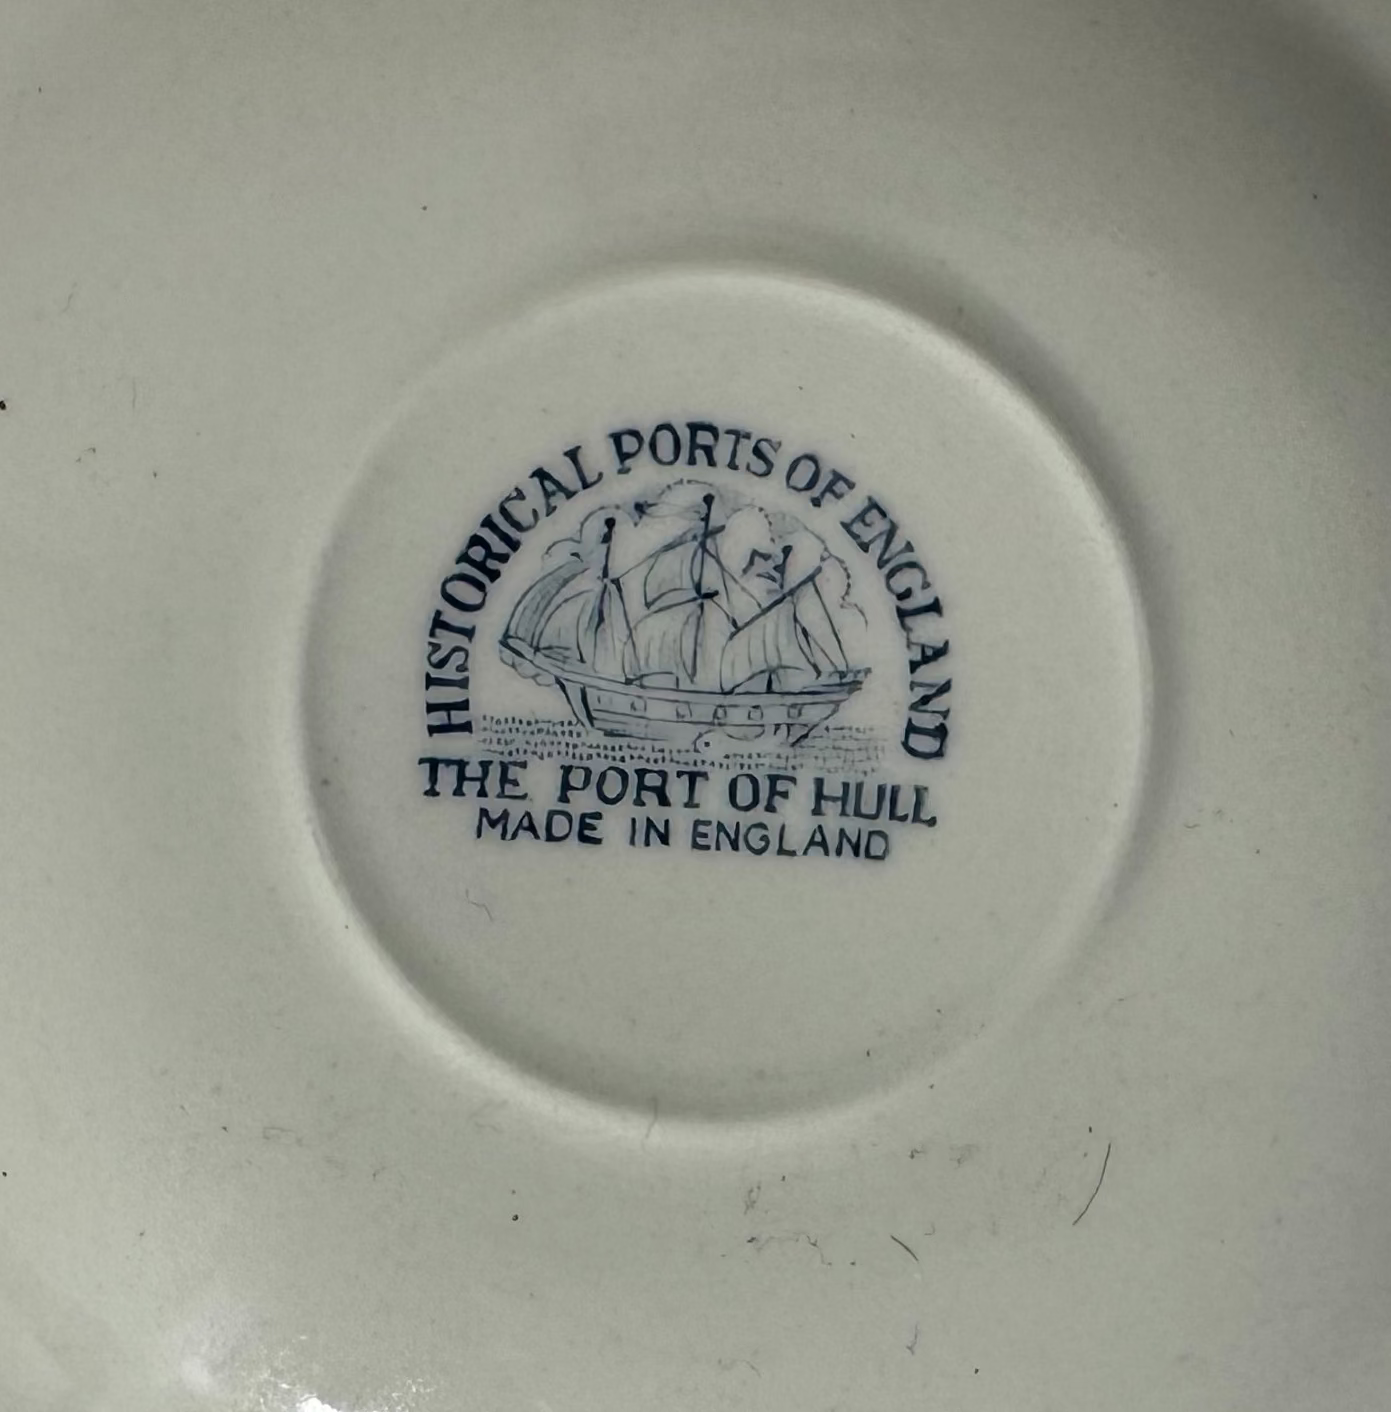 HISTORICAL PORTS OF ENGLAND
THE PORT OF HULL
MADE IN ENGLAND